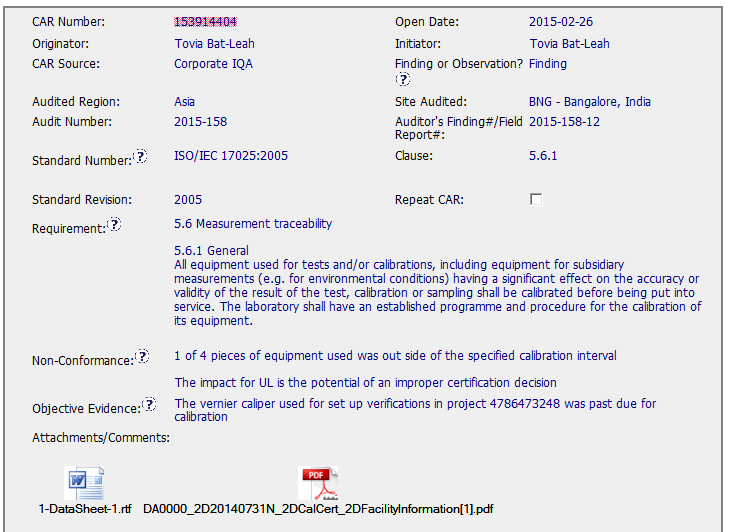 CAR Number: 153914404 Open Date: 2015-02-26
Originator: Tovia Bat-Leah Initiator: Tovia Bat-Leah
CAR Source: Corporate IQA Finding or Observation? Finding
?
Audited Region: Asia Site Audited: BNG - Bangalore, India
Audit Number: 2015-158 Auditor's Finding#/Field 2015-158-12
Report#:
Standard Number: ? ISO/IEC 17025:2005 Clause: 5.6.1
Standard Revision: 2005 Repeat CAR:
Requirement: ? 5.6 Measurement traceability
5.6.1 General
All equipment used for tests and/or calibrations, including equipment for subsidiary
measurements (e.g. for environmental conditions) having a significant effect on the accuracy or
validity of the result of the test, calibration or sampling shall be calibrated before being put into
service. The laboratory shall have an established programme and procedure for the calibration of
its equipment.
Non-Conformance: ? 1 of 4 pieces of equipment used was out side of the specified calibration interval
The impact for UL is the potential of an improper certification decision
Objective Evidence: ? The vernier caliper used for set up verifications in project 4786473248 was past due for
calibration
Attachments/Comments:
W PDF Adobe
1-DataSheet-1.rtf DA0000_2D20140731N_2DCalCert_2DFacilityInformation[1].pdf